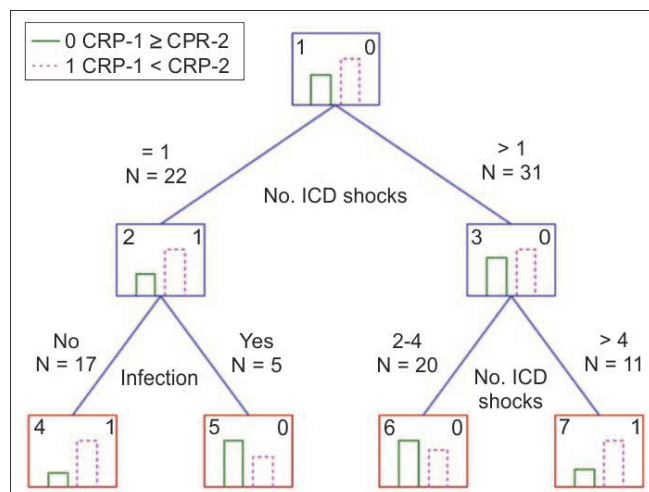 0 CRP-1 ≥ CPR-2
1 CRP-1 < CRP-2
1 0
= 1
N = 22
> 1
N = 31
No. ICD shocks
2 1
3 0
No
N = 17
Yes
N = 5
Infection
2-4
N = 20
> 4
N = 11
No. ICD
shocks
4 1
5 0
6 0
7 1